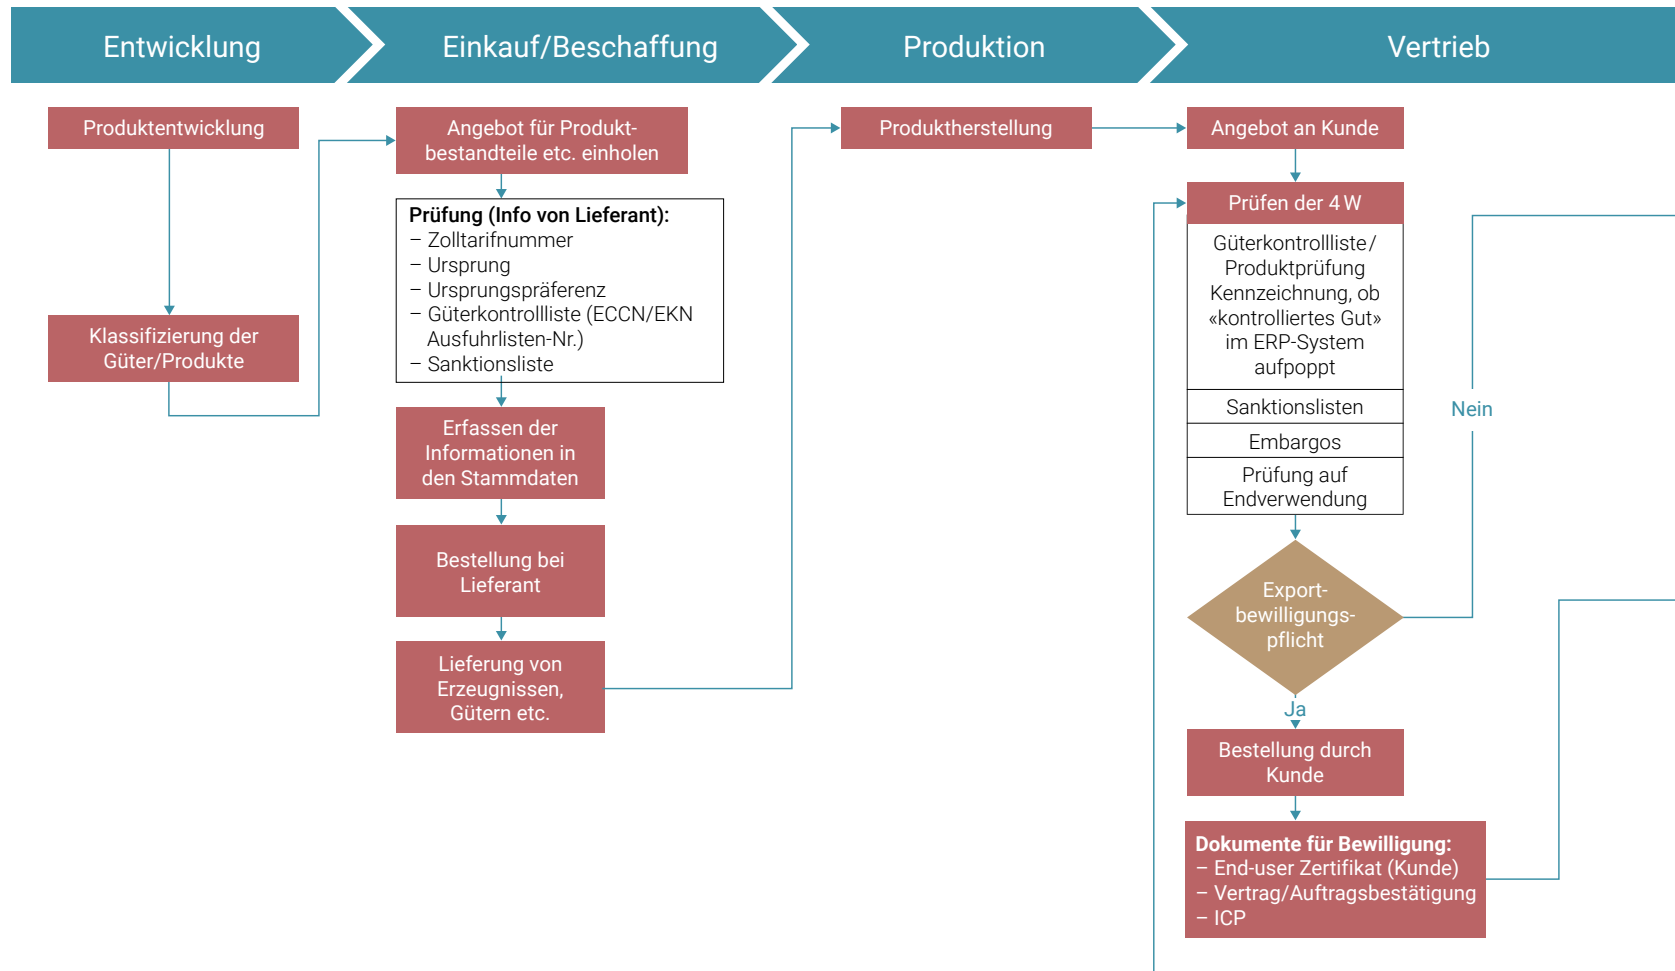 Entwicklung
Einkauf/Beschaffung
Produktion
Vertrieb
Produktentwicklung
Klassifizierung der
Güter/Produkte
Angebot für Produkt-
bestandteile etc. einholen
Prüfung (Info von Lieferant):
– Zolltarifnummer
– Ursprung
– Ursprungspräferenz
– Güterkontrollliste (ECCN/EKN
Ausfuhrlisten-Nr.)
– Sanktionsliste
Erfassen der
Informationen in
den Stammdaten
Bestellung bei
Lieferant
Lieferung von
Erzeugnissen,
Gütern etc.
Produktherstellung
Angebot an Kunde
Prüfen der 4 W
Güterkontrollliste/
Produktprüfung
Kennzeichnung, ob
«kontrolliertes Gut»
im ERP-System
aufpoppt
Sanktionslisten
Embargos
Prüfung auf
Endverwendung
Nein
Export-
bewilligungs-
pflicht
Ja
Bestellung durch
Kunde
Dokumente für Bewilligung:
– End-user Zertifikat (Kunde)
– Vertrag/Auftragsbestätigung
– ICP